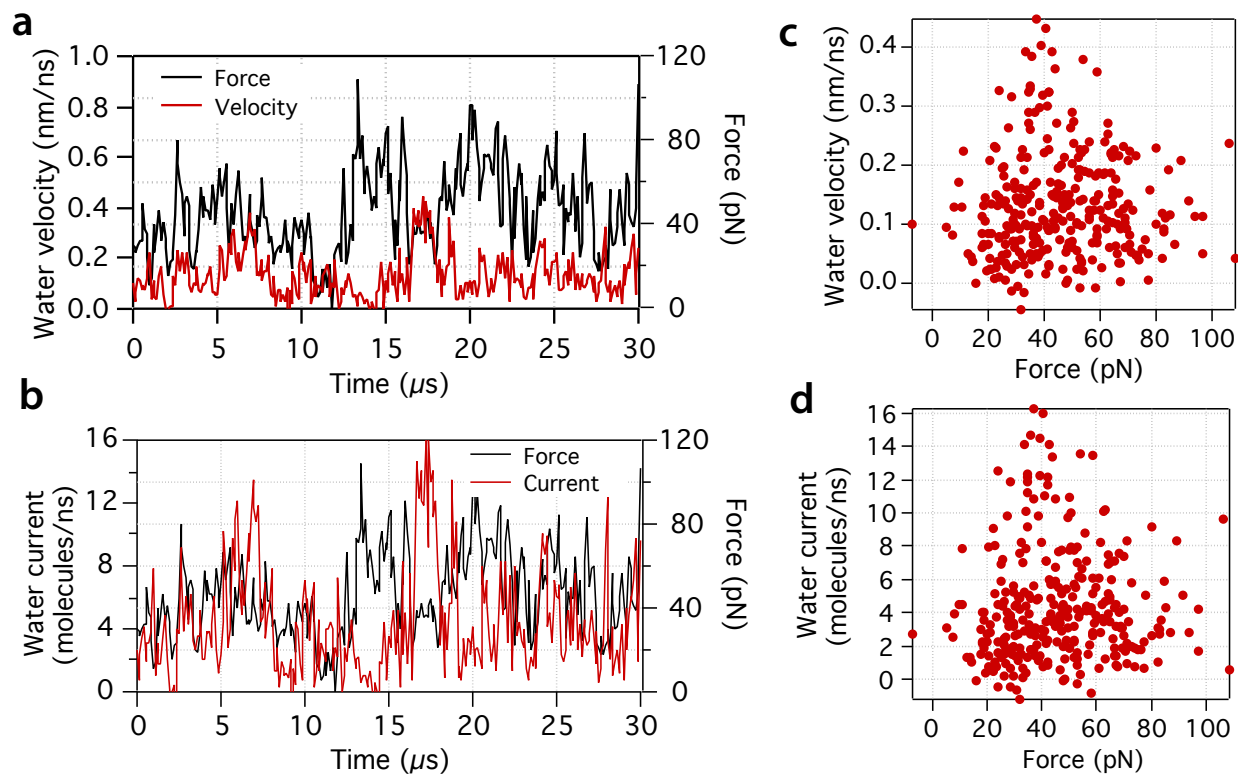 a
Water velocity (nm/ns)
1.0
0.8
0.6
0.4
0.2
0.0
Force
Velocity
120
80
40
0
Force (pN)
0 5 10 15 20 25 30
Time (µs)
b
Water current
(molecules/ns)
16
12
8
4
0
Force
Current
120
80
40
0
Force (pN)
0 5 10 15 20 25 30
Time (µs)
c
Water velocity (nm/ns)
0.4
0.3
0.2
0.1
0.0
0 20 40 60 80 100
Force (pN)
d
Water current
(molecules/ns)
16
14
12
10
8
6
4
2
0
0 20 40 60 80 100
Force (pN)